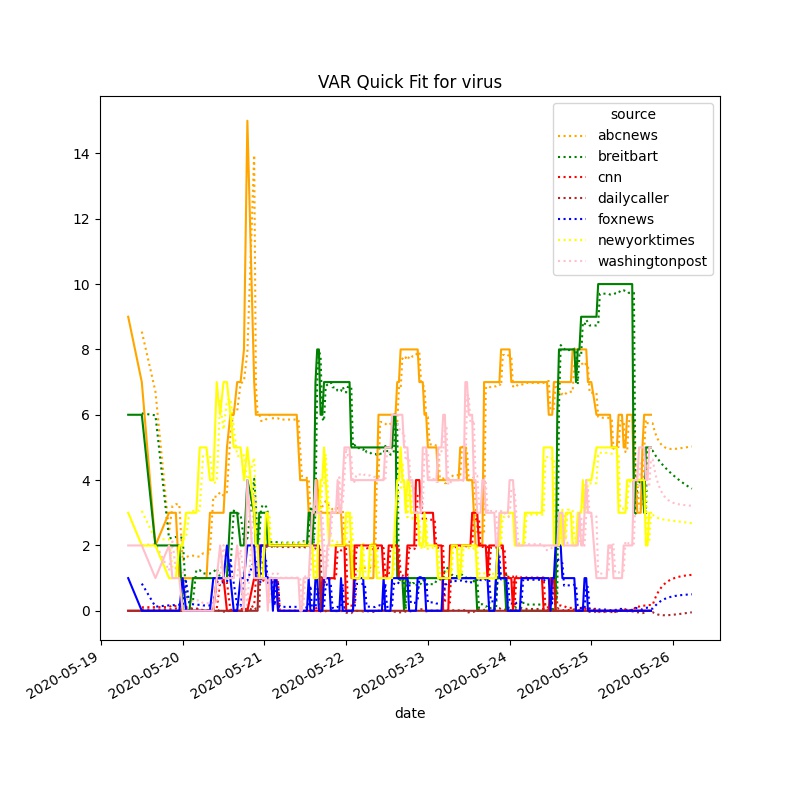 VAR Quick Fit for virus
source
abcnews
breitbart
cnn
dailycaller
foxnews
newyorktimes
washingtonpost
14
12
10
8
6
4
2
0
2020-05-19
2020-05-20
2020-05-21
2020-05-22
2020-05-23
2020-05-24
2020-05-25
2020-05-26
date